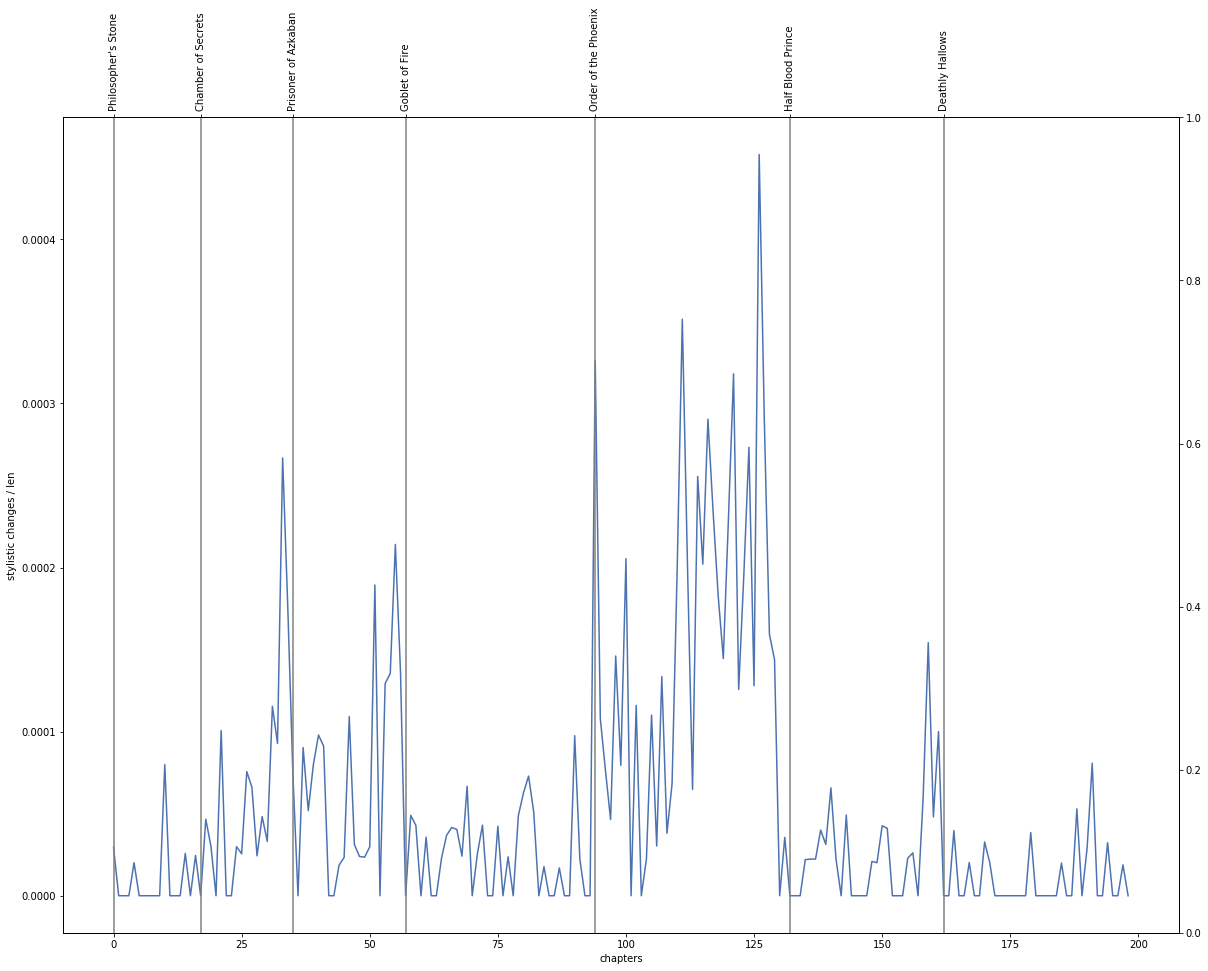 Philosopher's Stone
Chamber of Secrets
Prisoner of Azkaban
Goblet of Fire
Order of the Phoenix
Half Blood Prince
Deathly Hallows
0.0004
0.0003
0.0002
0.0001
0.0000
stylistic changes / len
1.0
0.8
0.6
0.4
0.2
0.0
0
25
50
75
100
125
150
175
200
chapters